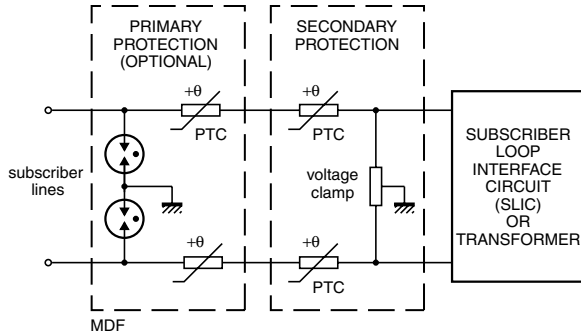 PRIMARY
PROTECTION
(OPTIONAL)
SECONDARY
PROTECTION
+θ
PTC
+θ
PTC
subscriber
lines
voltage
clamp
SUBSCRIBER
LOOP
INTERFACE
CIRCUIT
(SLIC)
OR
TRANSFORMER
+θ
+θ
PTC
MDF